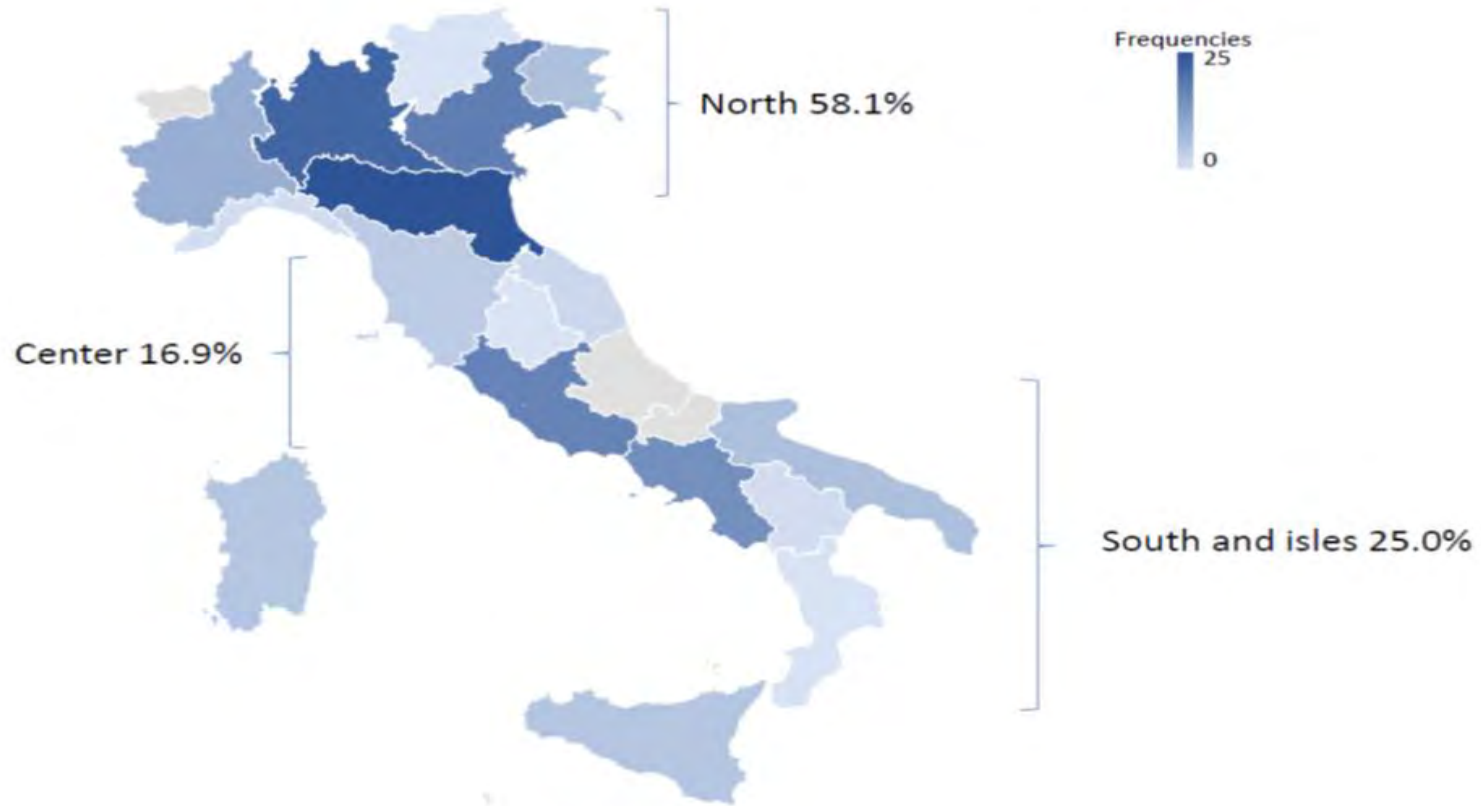 Frequencies
25
0
North 58.1%
Center 16.9%
South and isles 25.0%